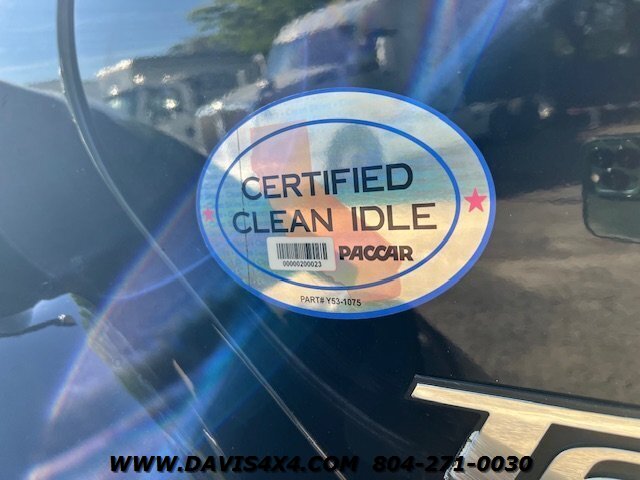 CERTIFIED
CLEAN IDLE
00000200023
PACCAR
PART# Y53-1075
WWW.DAVIS4X4.COM 804-271-0030